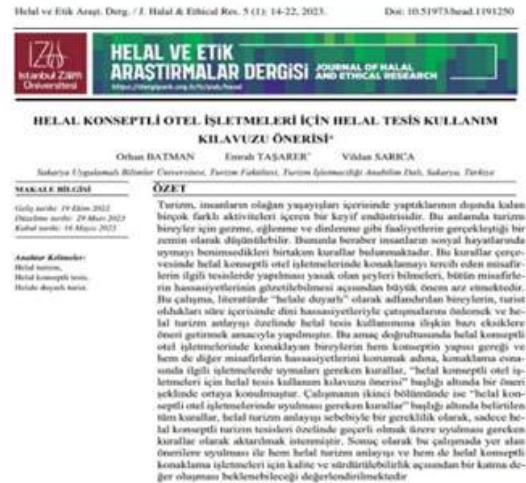 Helal ve Etik Araşt. Derg. / J. Halal & Ethical Res. 5 (1): 14-22, 2023. Doi: 10.51973/head.1191250
İZÜ
İstanbul Zaim
Üniversitesi
HELAL VE ETİK
ARAŞTIRMALAR DERGİSİ JOURNAL OF HALAL
AND ETHICAL RESEARCH
https://dergipark.org.tr/tr/pub/head
HELAL KONSEPTLİ OTEL İŞLETMELERİ İÇİN HELAL TESİS KULLANIM
KILAVUZU ÖNERİSİ*
Orhan BATMAN Emrah TAŞARER* Vildan SARICA
Sakarya Uygulamalı Bilimler Üniversitesi, Turizm Fakültesi, Turizm İşletmeciliği Anabilim Dalı, Sakarya, Türkiye
MAKALE BİLGİSİ
Geliş tarihi: 19 Ekim 2022
Düzeltme tarihi: 29 Mart 2023
Kabul tarihi: 16 Mayıs 2023
Anahtar Kelimeler:
Helal turizm,
Helal konseptli tesis,
Helale duyarlı turist.
ÖZET
Turizm, insanların olağan yaşayışları içerisinde yaptıklarının dışında kalan
birçok farklı aktiviteleri içeren bir keyif endüstrisidir. Bu anlamda turizm
bireyler için gezme, eğlenme ve dinlenme gibi faaliyetlerin gerçekleştiği bir
zemin olarak düşünülebilir. Bununla beraber insanların sosyal hayatlarında
uymayı benimsedikleri birtakım kurallar bulunmaktadır. Bu kurallar çerçe-
vesinde helal konseptli otel işletmelerinde konaklamayı tercih eden misafir-
lerin ilgili tesislerde yapılması yasak olan şeyleri bilmeleri, bütün misafirle-
rin hassasiyetlerinin gözetilebilmesi açısından büyük önem arz etmektedir.
Bu çalışma, literatürde “helale duyarlı” olarak adlandırılan bireylerin, turist
oldukları süre içerisinde dini hassasiyetleriyle çatışmalarını önlemek ve he-
lal turizm anlayışı özelinde helal tesis kullanımına ilişkin bazı eksiklere
öneri getirmek amacıyla yapılmıştır. Bu amaç doğrultusunda helal konseptli
otel işletmelerinde konaklayan bireylerin hem konseptin yapısı gereği ve
hem de diğer misafirlerin hassasiyetlerini korumak adına, konaklama esna-
sında ilgili işletmelerde uymaları gereken kurallar, “helal konseptli otel iş-
letmeleri için helal tesis kullanım kılavuzu önerisi” başlığı altında bir öneri
şeklinde ortaya konulmuştur. Çalışmanın ikinci bölümünde ise “helal kon-
septli otel işletmelerinde uyulması gereken kurallar” başlığı altında belirtilen
tüm kurallar, helal turizm anlayışı sebebiyle bir gereklilik olarak, sadece he-
lal konseptli turizm tesisleri özelinde geçerli olmak üzere uyulması gereken
kurallar olarak aktarılmak istenmiştir. Sonuç olarak bu çalışmada yer alan
önerilere uyulması ile hem helal turizm anlayışı ve hem de helal konseptli
konaklama işletmeleri için kalite ve sürdürülebilirlik açısından bir katma de-
ğer oluşması beklenebileceği değerlendirilmektedir